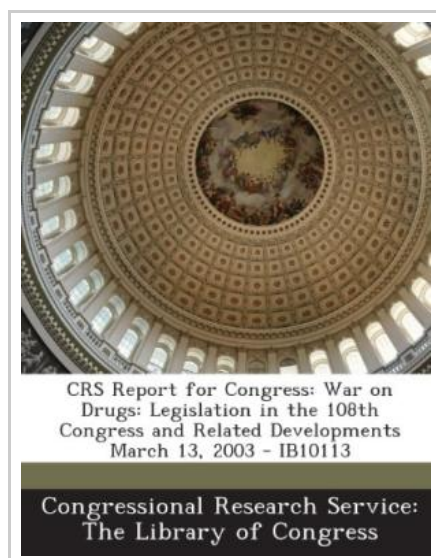 CRS Report for Congress: War on
Drugs: Legislation in the 108th
Congress and Related Developments
March 13, 2003 - IB10113
Congressional Research Service:
The Library of Congress